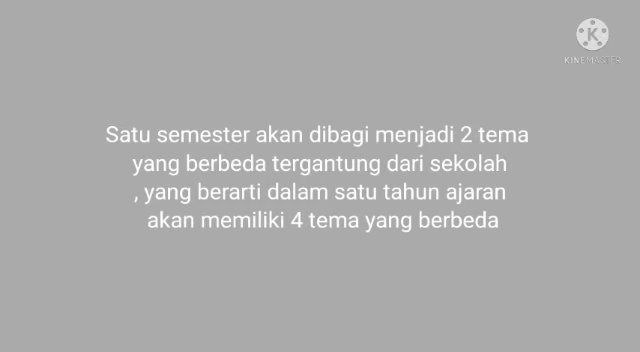 K
KINEMASTER
Satu semester akan dibagi menjadi 2 tema
yang berbeda tergantung dari sekolah
, yang berarti dalam satu tahun ajaran
akan memiliki 4 tema yang berbeda